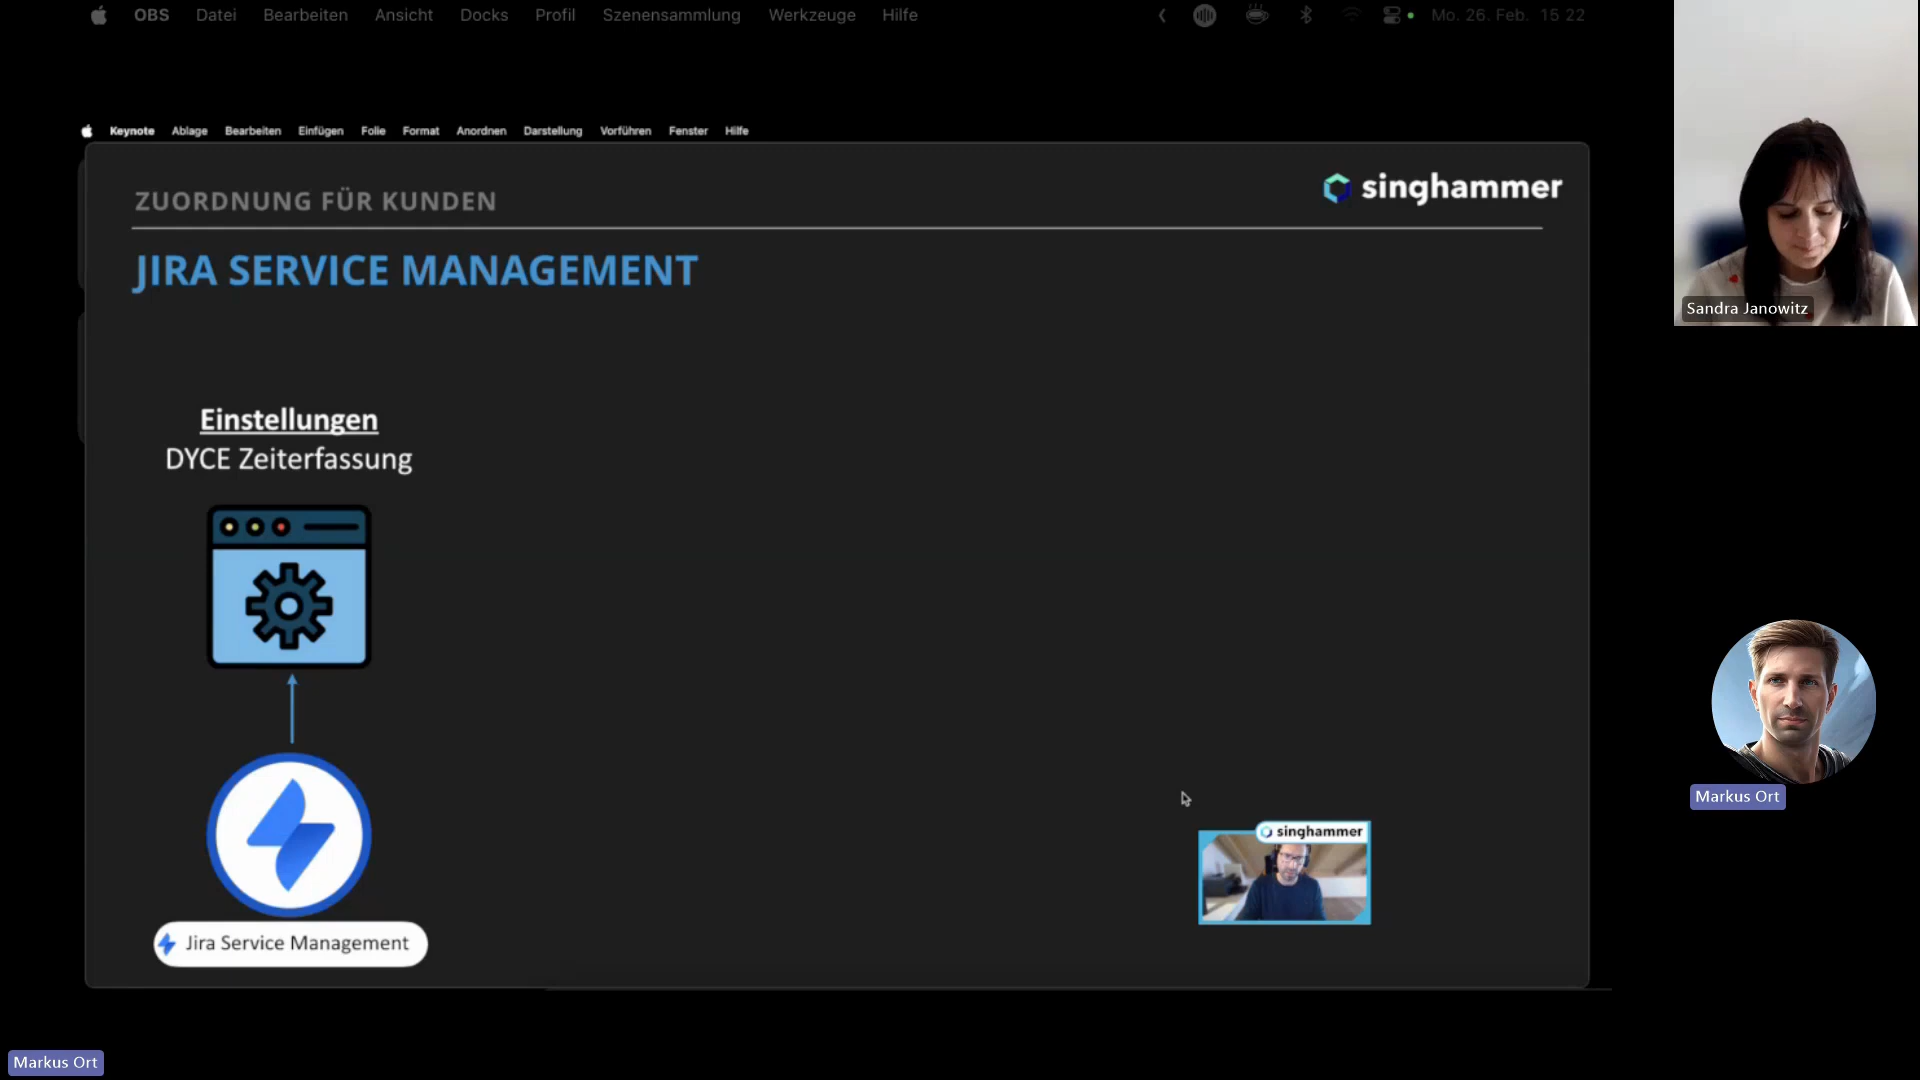 OBS Datei Bearbeiten Ansicht Docks Profil Szenensammlung Werkzeuge Hilfe Mo. 26. Feb. 15 22
Keynote Ablage Bearbeiten Einfügen Folie Format Anordnen Darstellung Vorführen Fenster Hilfe
ZUORDNUNG FÜR KUNDEN
singhammer
JIRA SERVICE MANAGEMENT
Sandra Janowitz
Einstellungen
DYCE Zeiterfassung
Markus Ort
singhammer
Jira Service Management
Markus Ort